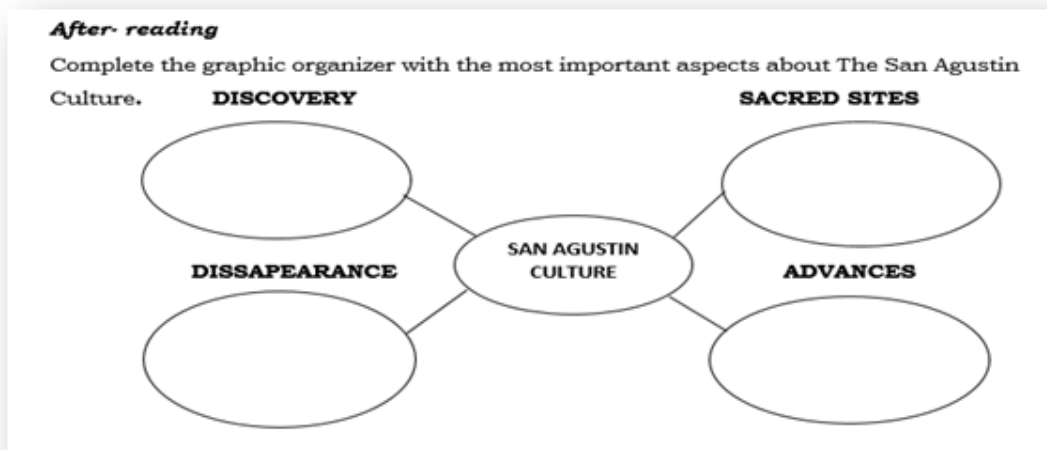 After- reading
Complete the graphic organizer with the most important aspects about The San Agustin
Culture.
DISCOVERY
SACRED SITES
SAN AGUSTIN
CULTURE
DISSAPEARANCE
ADVANCES